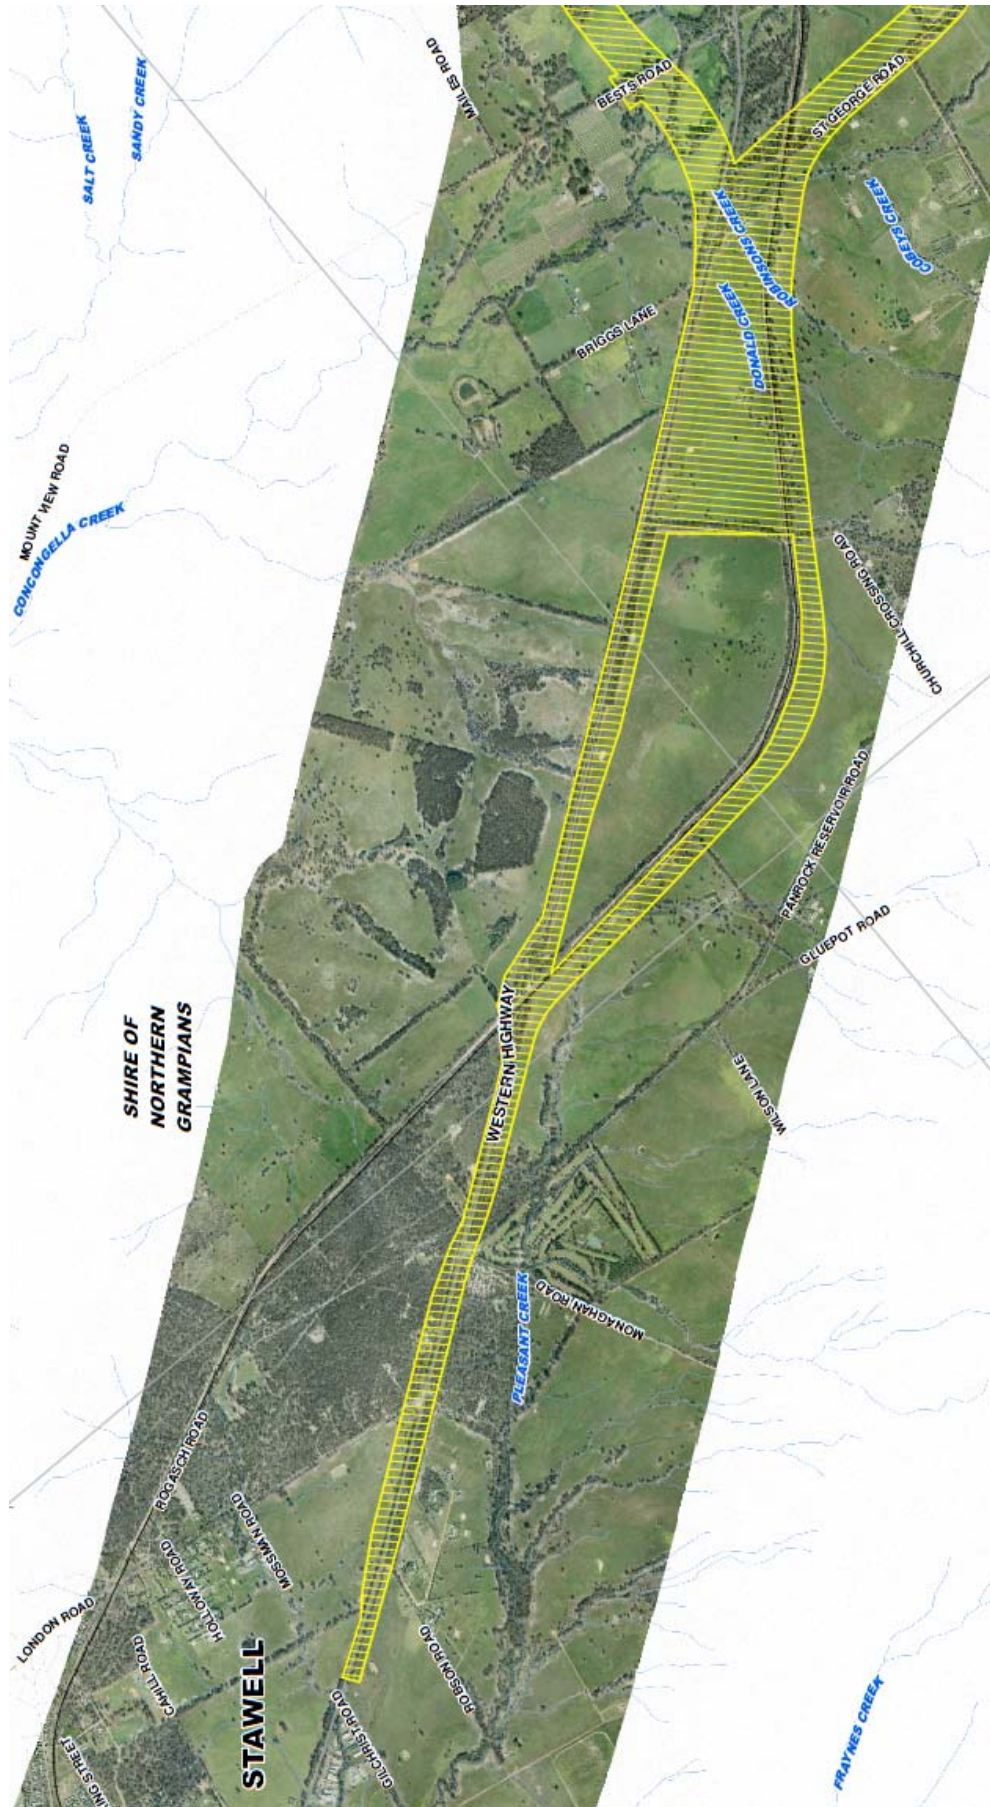 MAILES ROAD
BESTS ROAD
ST GEORGE ROAD
SANDY CREEK
SALT CREEK
ROBINSONS CREEK
COBEYS CREEK
DONALD CREEK
BRIGGS LANE
MOUNT VIEW ROAD
CONCONGELLA CREEK
CHURCHILL CROSSING ROAD
PANROCK RESERVOIR ROAD
GLUEPOT ROAD
SHIRE OF
NORTHERN
GRAMPIANS
WESTERN HIGHWAY
WILSON LANE
PLEASANT CREEK
MONAGHAN ROAD
ROGASCH ROAD
MOSSMAN ROAD
HOLLOWAY ROAD
LONDON ROAD
CAHILL ROAD
STAWELL
ROBSON ROAD
GILCHRIST ROAD
ING STREET
FRAYNES CREEK